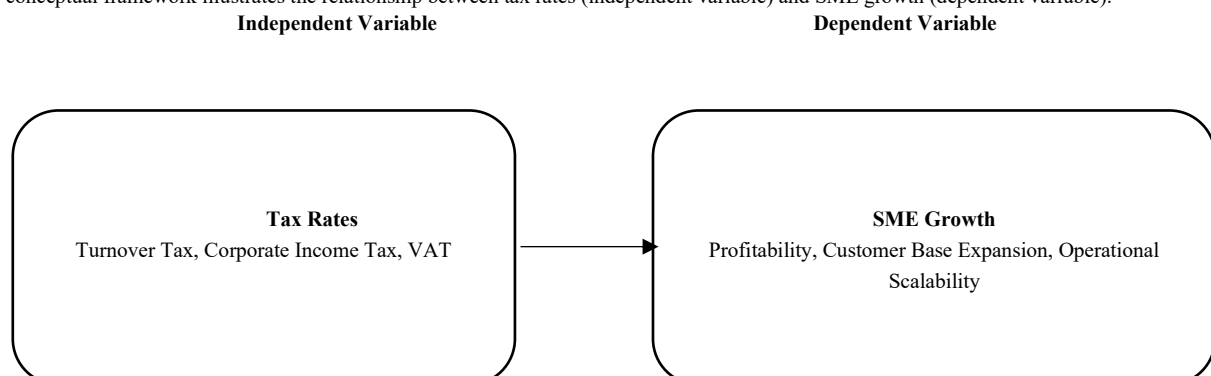 conceptual framework illustrates the relationship between tax rates (independent variable) and SME growth (dependent variable).
Independent Variable
Dependent Variable
Tax Rates
Turnover Tax, Corporate Income Tax, VAT
SME Growth
Profitability, Customer Base Expansion, Operational
Scalability